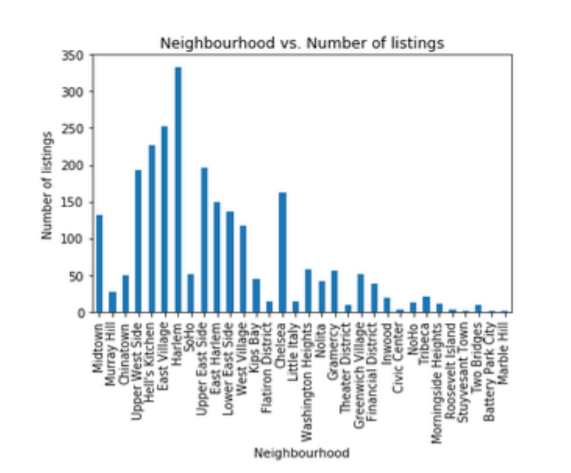 Neighbourhood vs. Number of listings
350
300
250
200
150
100
50
0
Number of listings
Midtown
Murray Hill
Chinatown
Upper West Side
Hell's Kitchen
East Village
Harlem
SoHo
Upper East Side
East Harlem
Lower East Side
West Village
Kips Bay
Flatiron District
Chelsea
Little Italy
Washington Heights
Nolita
Gramercy
Theater District
Greenwich Village
Financial District
Inwood
Civic Center
NoHo
Tribeca
Morningside Heights
Roosevelt Island
Stuyvesant Town
Two Bridges
Battery Park City
Marble Hill
Neighbourhood